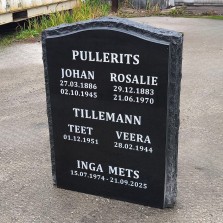 PULLERITS
JOHAN ROSALIE
27.03.1886 29.12.1883
02.10.1945 21.06.1970
TILLEMANN
TEET VEERA
01.12.1951 28.02.1944
INGA METS
15.07.1974 - 21.09.2025